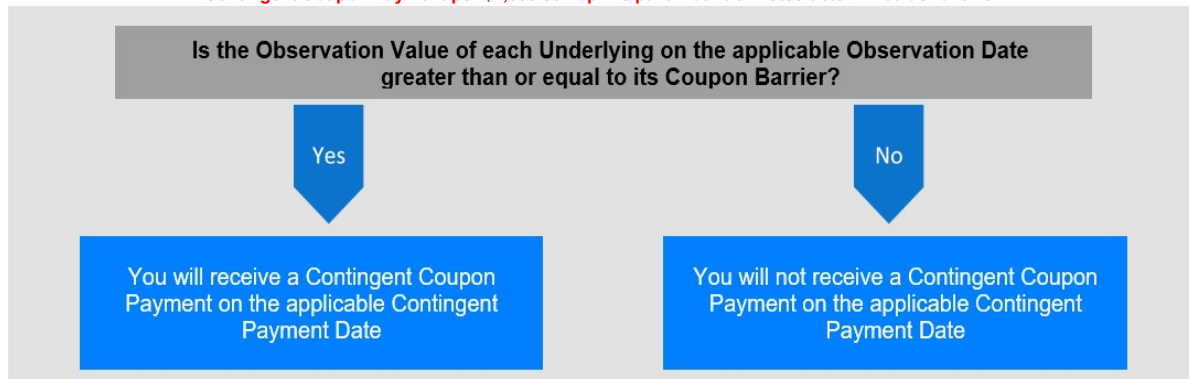 Is the Observation Value of each Underlying on the applicable Observation Date
greater than or equal to its Coupon Barrier?
Yes
No
You will receive a Contingent Coupon
Payment on the applicable Contingent
Payment Date
You will not receive a Contingent Coupon
Payment on the applicable Contingent
Payment Date